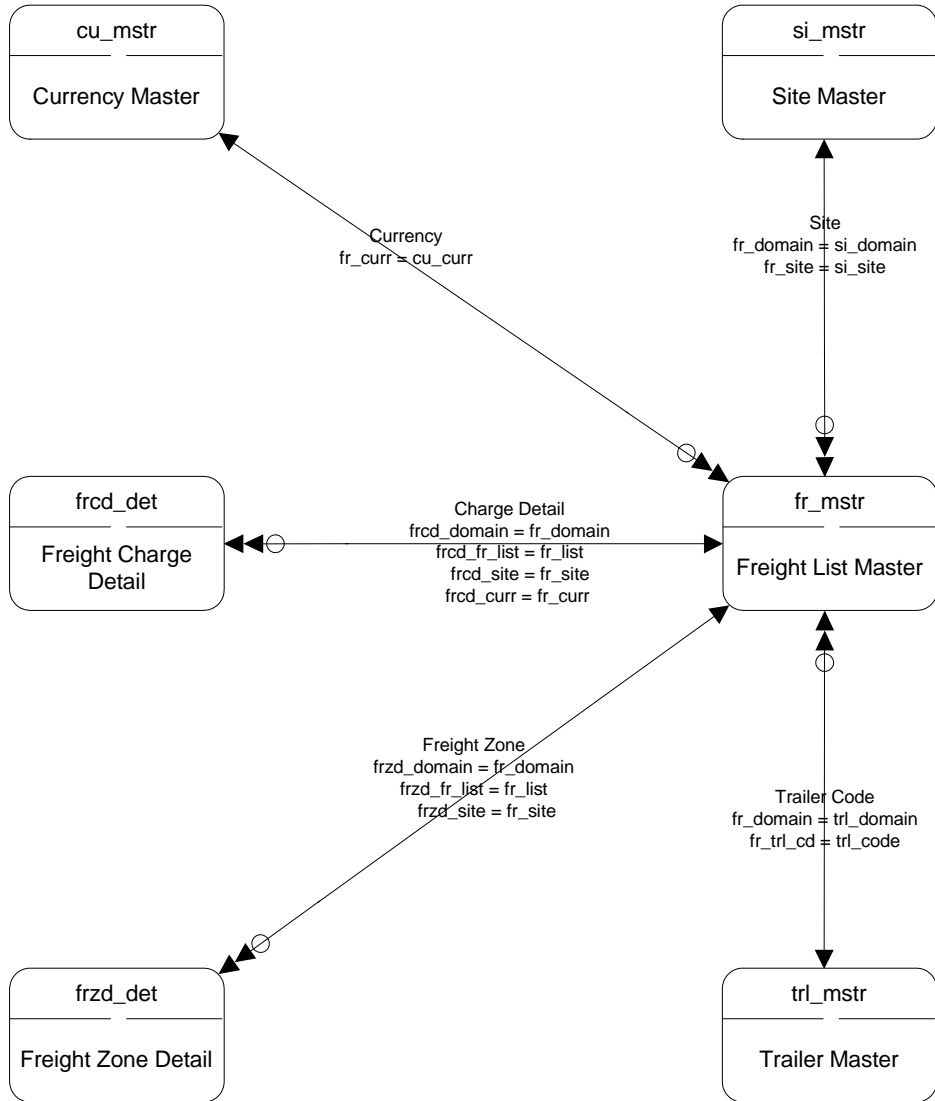 cu_mstr
Currency Master
si_mstr
Site Master
Currency
fr_curr = cu_curr
Site
fr_domain = si_domain
fr_site = si_site
frcd_det
Freight Charge
Detail
Charge Detail
frcd_domain = fr_domain
frcd_fr_list = fr_list
frcd_site = fr_site
frcd_curr = fr_curr
fr_mstr
Freight List Master
Freight Zone
frzd_domain = fr_domain
frzd_fr_list = fr_list
frzd_site = fr_site
Trailer Code
fr_domain = trl_domain
fr_trl_cd = trl_code
frzd_det
Freight Zone Detail
trl_mstr
Trailer Master